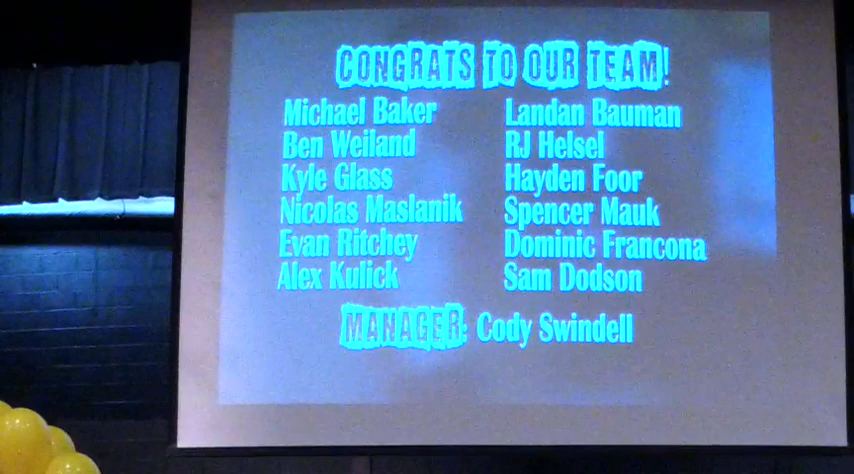 CONGRATS TO OUR TEAM!
Michael Baker
Ben Weiland
Kyle Glass
Nicolas Maslanik
Evan Ritchey
Alex Kulick
Landan Bauman
RJ Helsel
Hayden Foor
Spencer Mauk
Dominic Francona
Sam Dodson
MANAGER: Cody Swindell